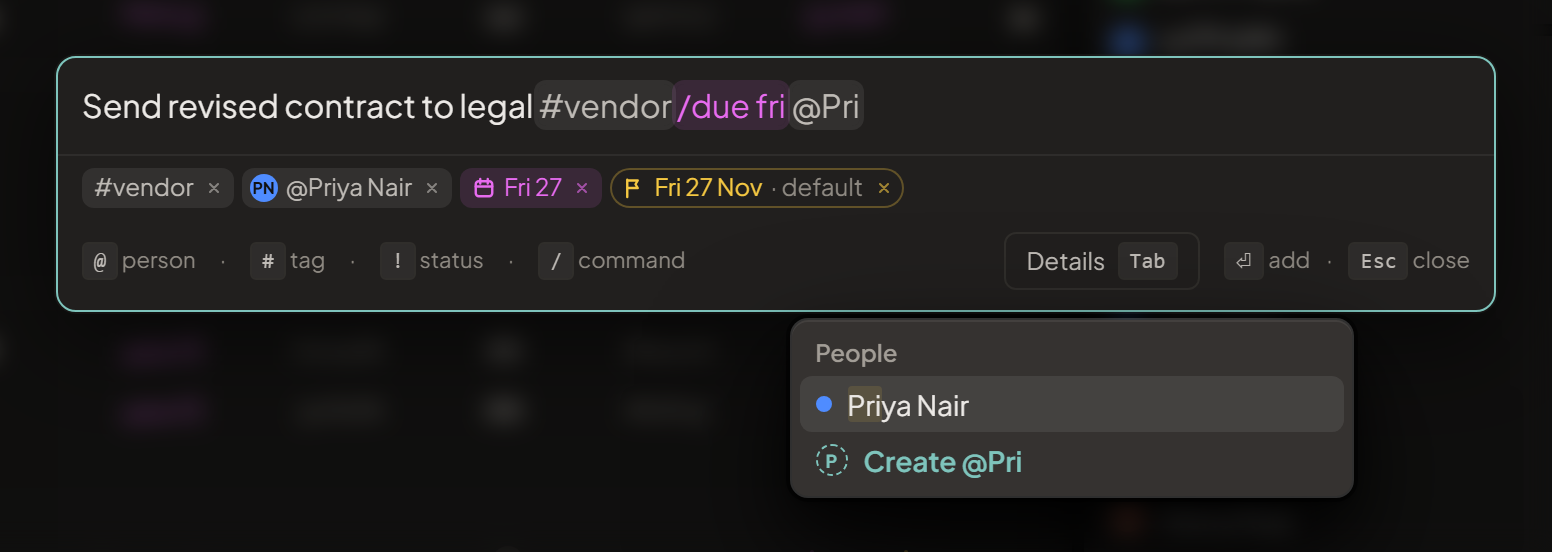 Send revised contract to legal #vendor /due fri @Pri
#vendor × PN @Priya Nair × Fri 27 × Fri 27 Nov · default ×
@ person · # tag · ! status · / command Details Tab ⏎ add · Esc close
People
Priya Nair
P Create @Pri